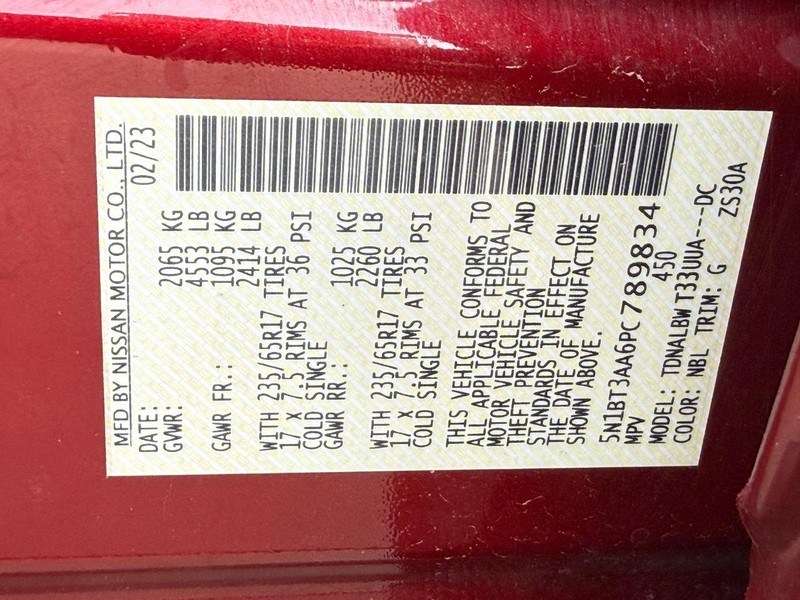 MFD BY NISSAN MOTOR CO., LTD.
DATE: 02/23
GVWR: 2065 KG
4553 LB
GAWR FR.: 1095 KG
2414 LB
WITH 235/65R17 TIRES
17 X 7.5 RIMS AT 36 PSI
COLD SINGLE
GAWR RR.: 1025 KG
2260 LB
WITH 235/65R17 TIRES
17 X 7.5 RIMS AT 33 PSI
COLD SINGLE
THIS VEHICLE CONFORMS TO
ALL APPLICABLE FEDERAL
MOTOR VEHICLE SAFETY AND
THEFT PREVENTION
STANDARDS IN EFFECT ON
THE DATE OF MANUFACTURE
SHOWN ABOVE.
5N1BT3AA6PC789834
MPV 450
MODEL: TDNALBW T33UUA---DC
COLOR: NBL TRIM: G ZS30A